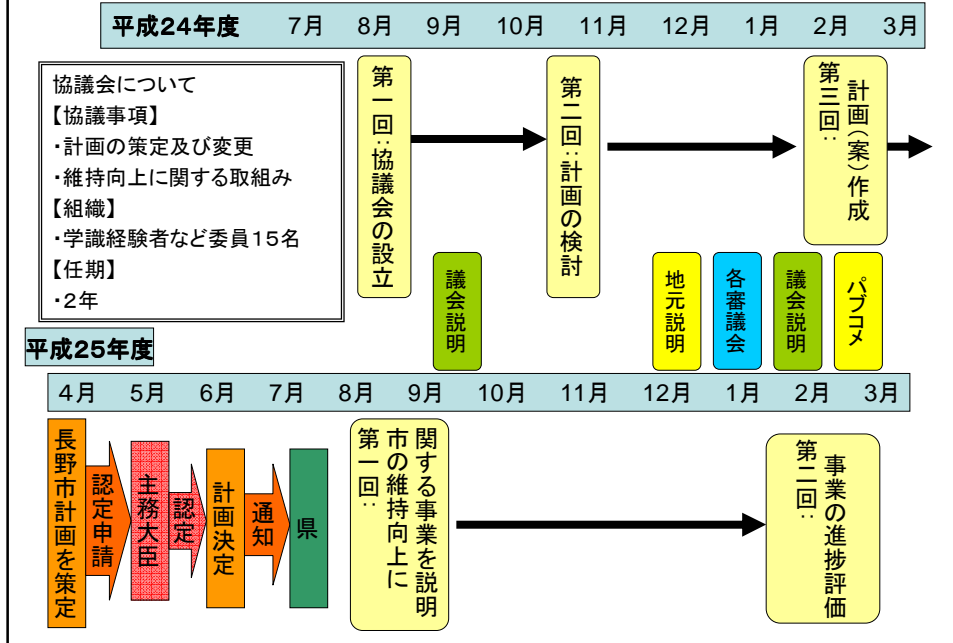 平成24年度 7月 8月 9月 10月 11月 12月 1月 2月 3月
協議会について
【協議事項】
・計画の策定及び変更
・維持向上に関する取組み
【組織】
・学識経験者など委員15名
【任期】
・2年
第一回：協議会の設立
第二回：計画の検討
第三回：
計画（案）作成
議会説明
地元説明
各審議会
議会説明
パブコメ
平成25年度
4月 5月 6月 7月 8月 9月 10月 11月 12月 1月 2月 3月
長野市計画を策定
認定申請
主務大臣
認定
計画決定
通知
県
第一回：
市の維持向上に
関する事業を説明
第二回：
事業の進捗評価